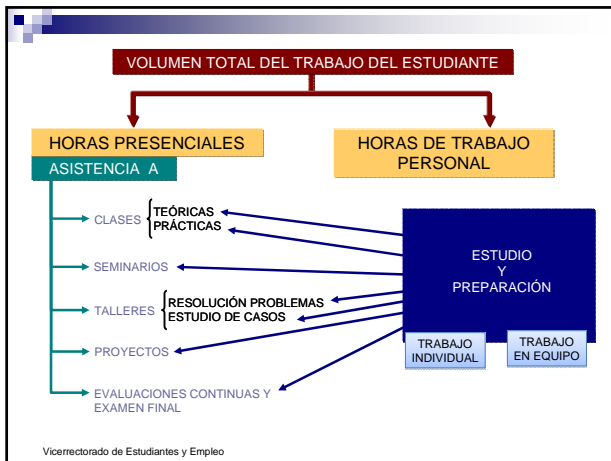 VOLUMEN TOTAL DEL TRABAJO DEL ESTUDIANTE
HORAS PRESENCIALES
HORAS DE TRABAJO
PERSONAL
ASISTENCIA A
CLASES
TEÓRICAS
PRÁCTICAS
SEMINARIOS
TALLERES
RESOLUCIÓN PROBLEMAS
ESTUDIO DE CASOS
PROYECTOS
EVALUACIONES CONTINUAS Y
EXAMEN FINAL
ESTUDIO
Y
PREPARACIÓN
TRABAJO
INDIVIDUAL
TRABAJO
EN EQUIPO
Vicerrectorado de Estudiantes y Empleo